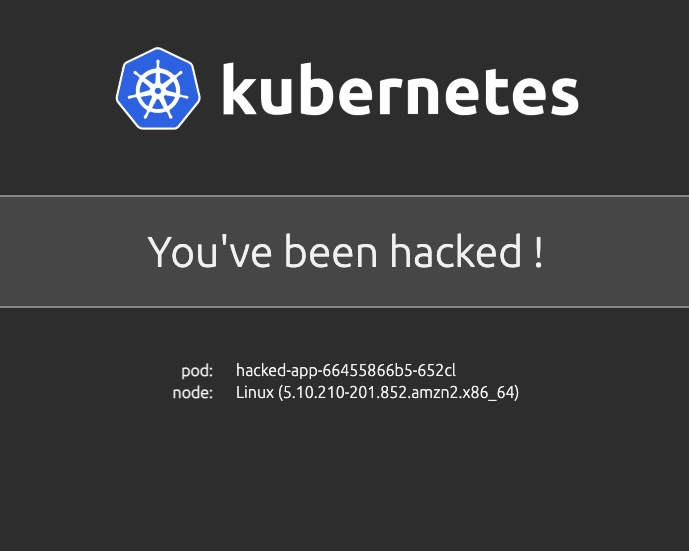 kubernetes
You've been hacked !
pod: hacked-app-66455866b5-652cl
node: Linux (5.10.210-201.852.amzn2.x86_64)